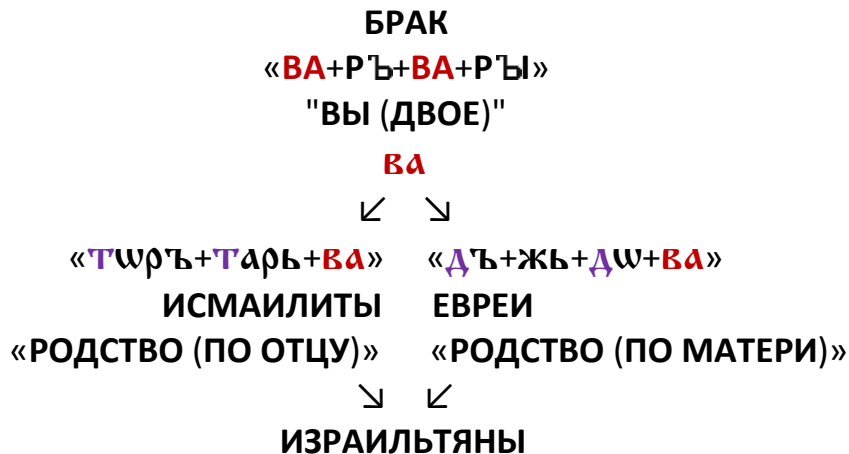 БРАК
«ВА+РЪ+ВА+РЫ»
"ВЫ (ДВОЕ)"
ва
↙ ↘
«тѡръ+тарь+ва» «дъ+жь+дѡ+ва»
ИСМАИЛИТЫ ЕВРЕИ
«РОДСТВО (ПО ОТЦУ)» «РОДСТВО (ПО МАТЕРИ)»
↘ ↙
ИЗРАИЛЬТЯНЫ